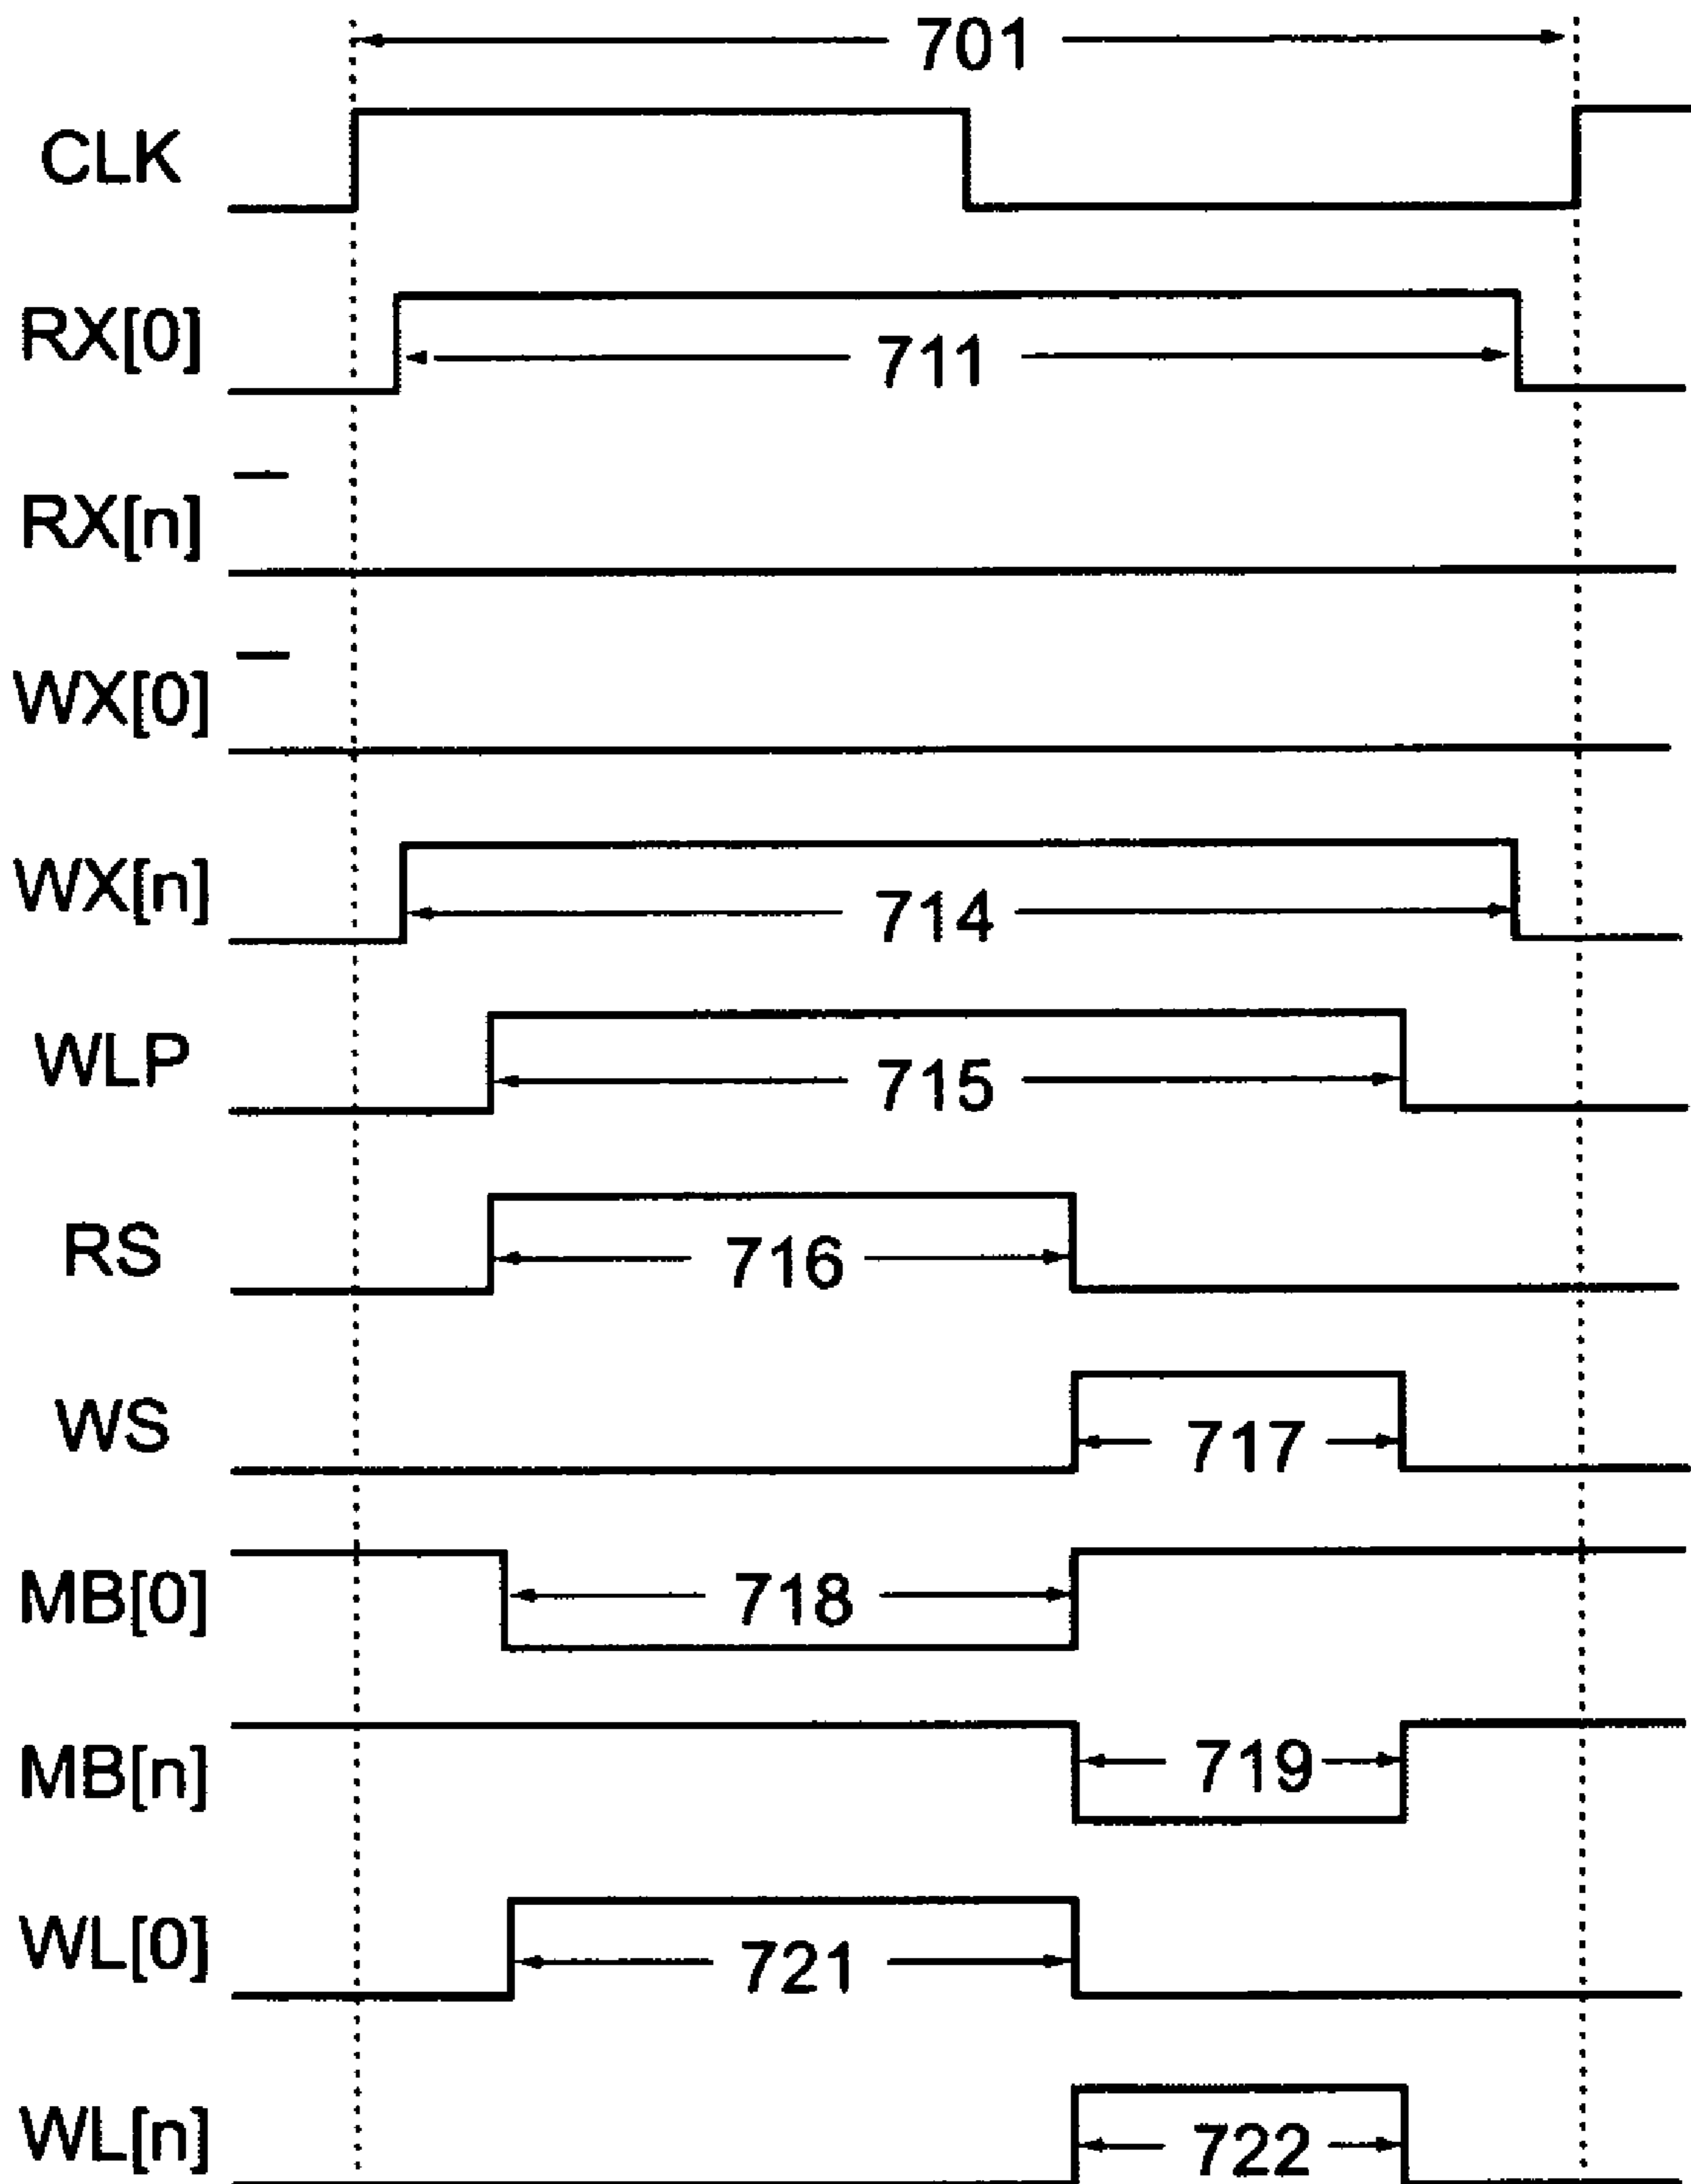 701
CLK
RX[0]
711
RX[n]
WX[0]
WX[n]
714
WLP
715
RS
716
WS
717
MB[0]
718
MB[n]
719
WL[0]
721
WL[n]
722